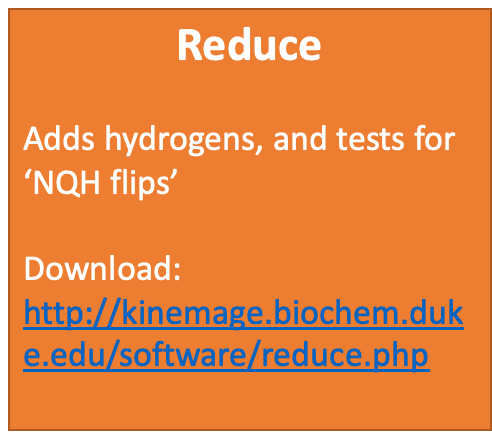 Reduce
Adds hydrogens, and tests for
‘NQH flips’
Download:
http://kinemage.biochem.duk
e.edu/software/reduce.php